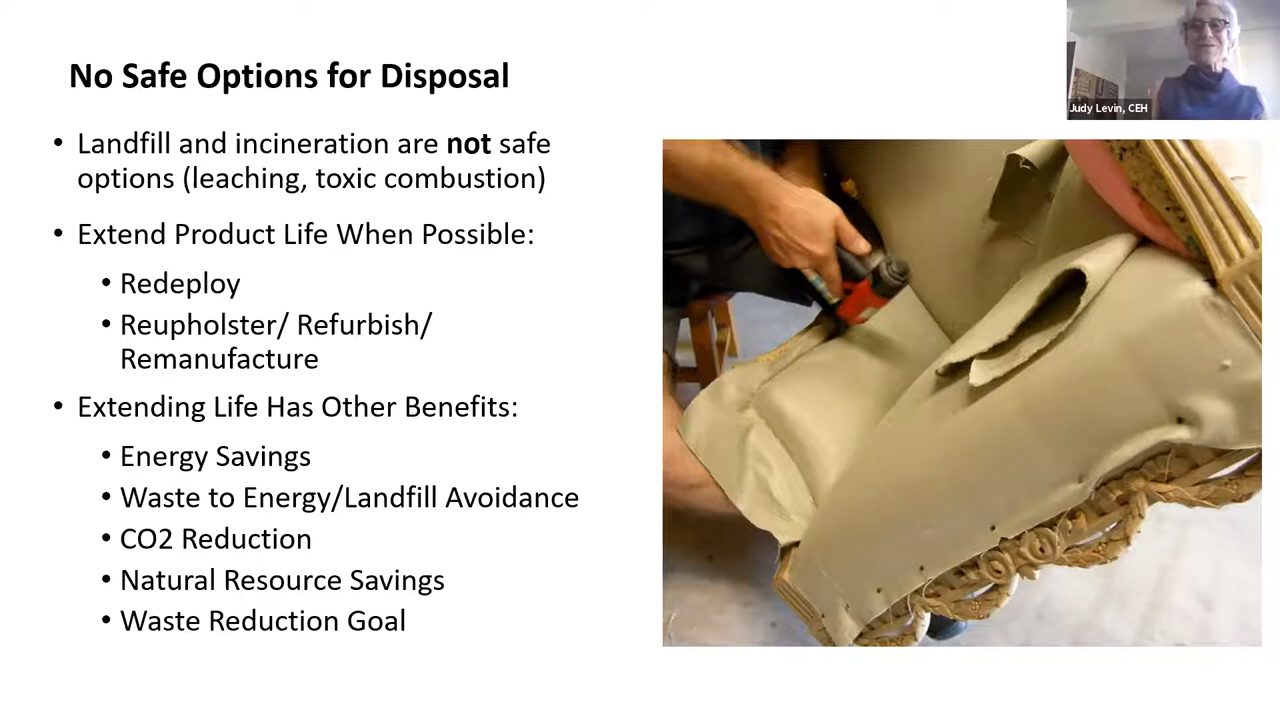 No Safe Options for Disposal
Judy Levin, CEH
• Landfill and incineration are not safe
options (leaching, toxic combustion)
• Extend Product Life When Possible:
• Redeploy
• Reupholster/ Refurbish/
Remanufacture
• Extending Life Has Other Benefits:
• Energy Savings
• Waste to Energy/Landfill Avoidance
• CO2 Reduction
• Natural Resource Savings
• Waste Reduction Goal